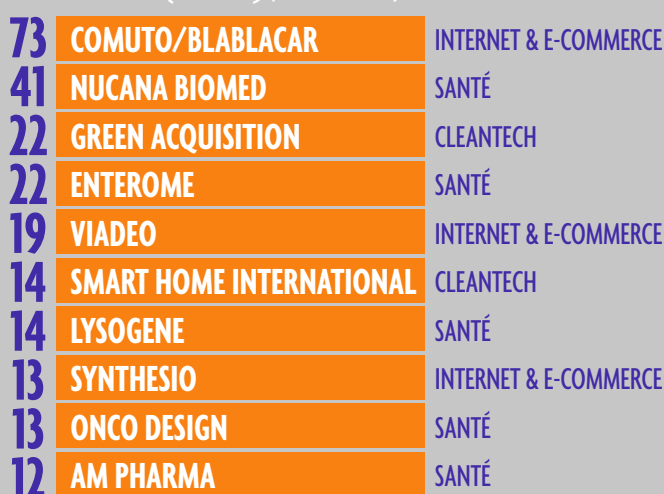 73 COMUTO/BLABLACAR INTERNET & E-COMMERCE
41 NUCANA BIOMED SANTÉ
22 GREEN ACQUISITION CLEANTECH
22 ENTEROME SANTÉ
19 VIADEO INTERNET & E-COMMERCE
14 SMART HOME INTERNATIONAL CLEANTECH
14 LYSOGENE SANTÉ
13 SYNTHESIO INTERNET & E-COMMERCE
13 ONCO DESIGN SANTÉ
12 AM PHARMA SANTÉ